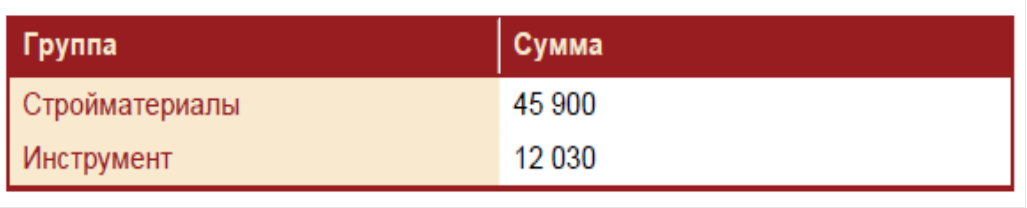 Группа Сумма
Стройматериалы 45 900
Инструмент 12 030